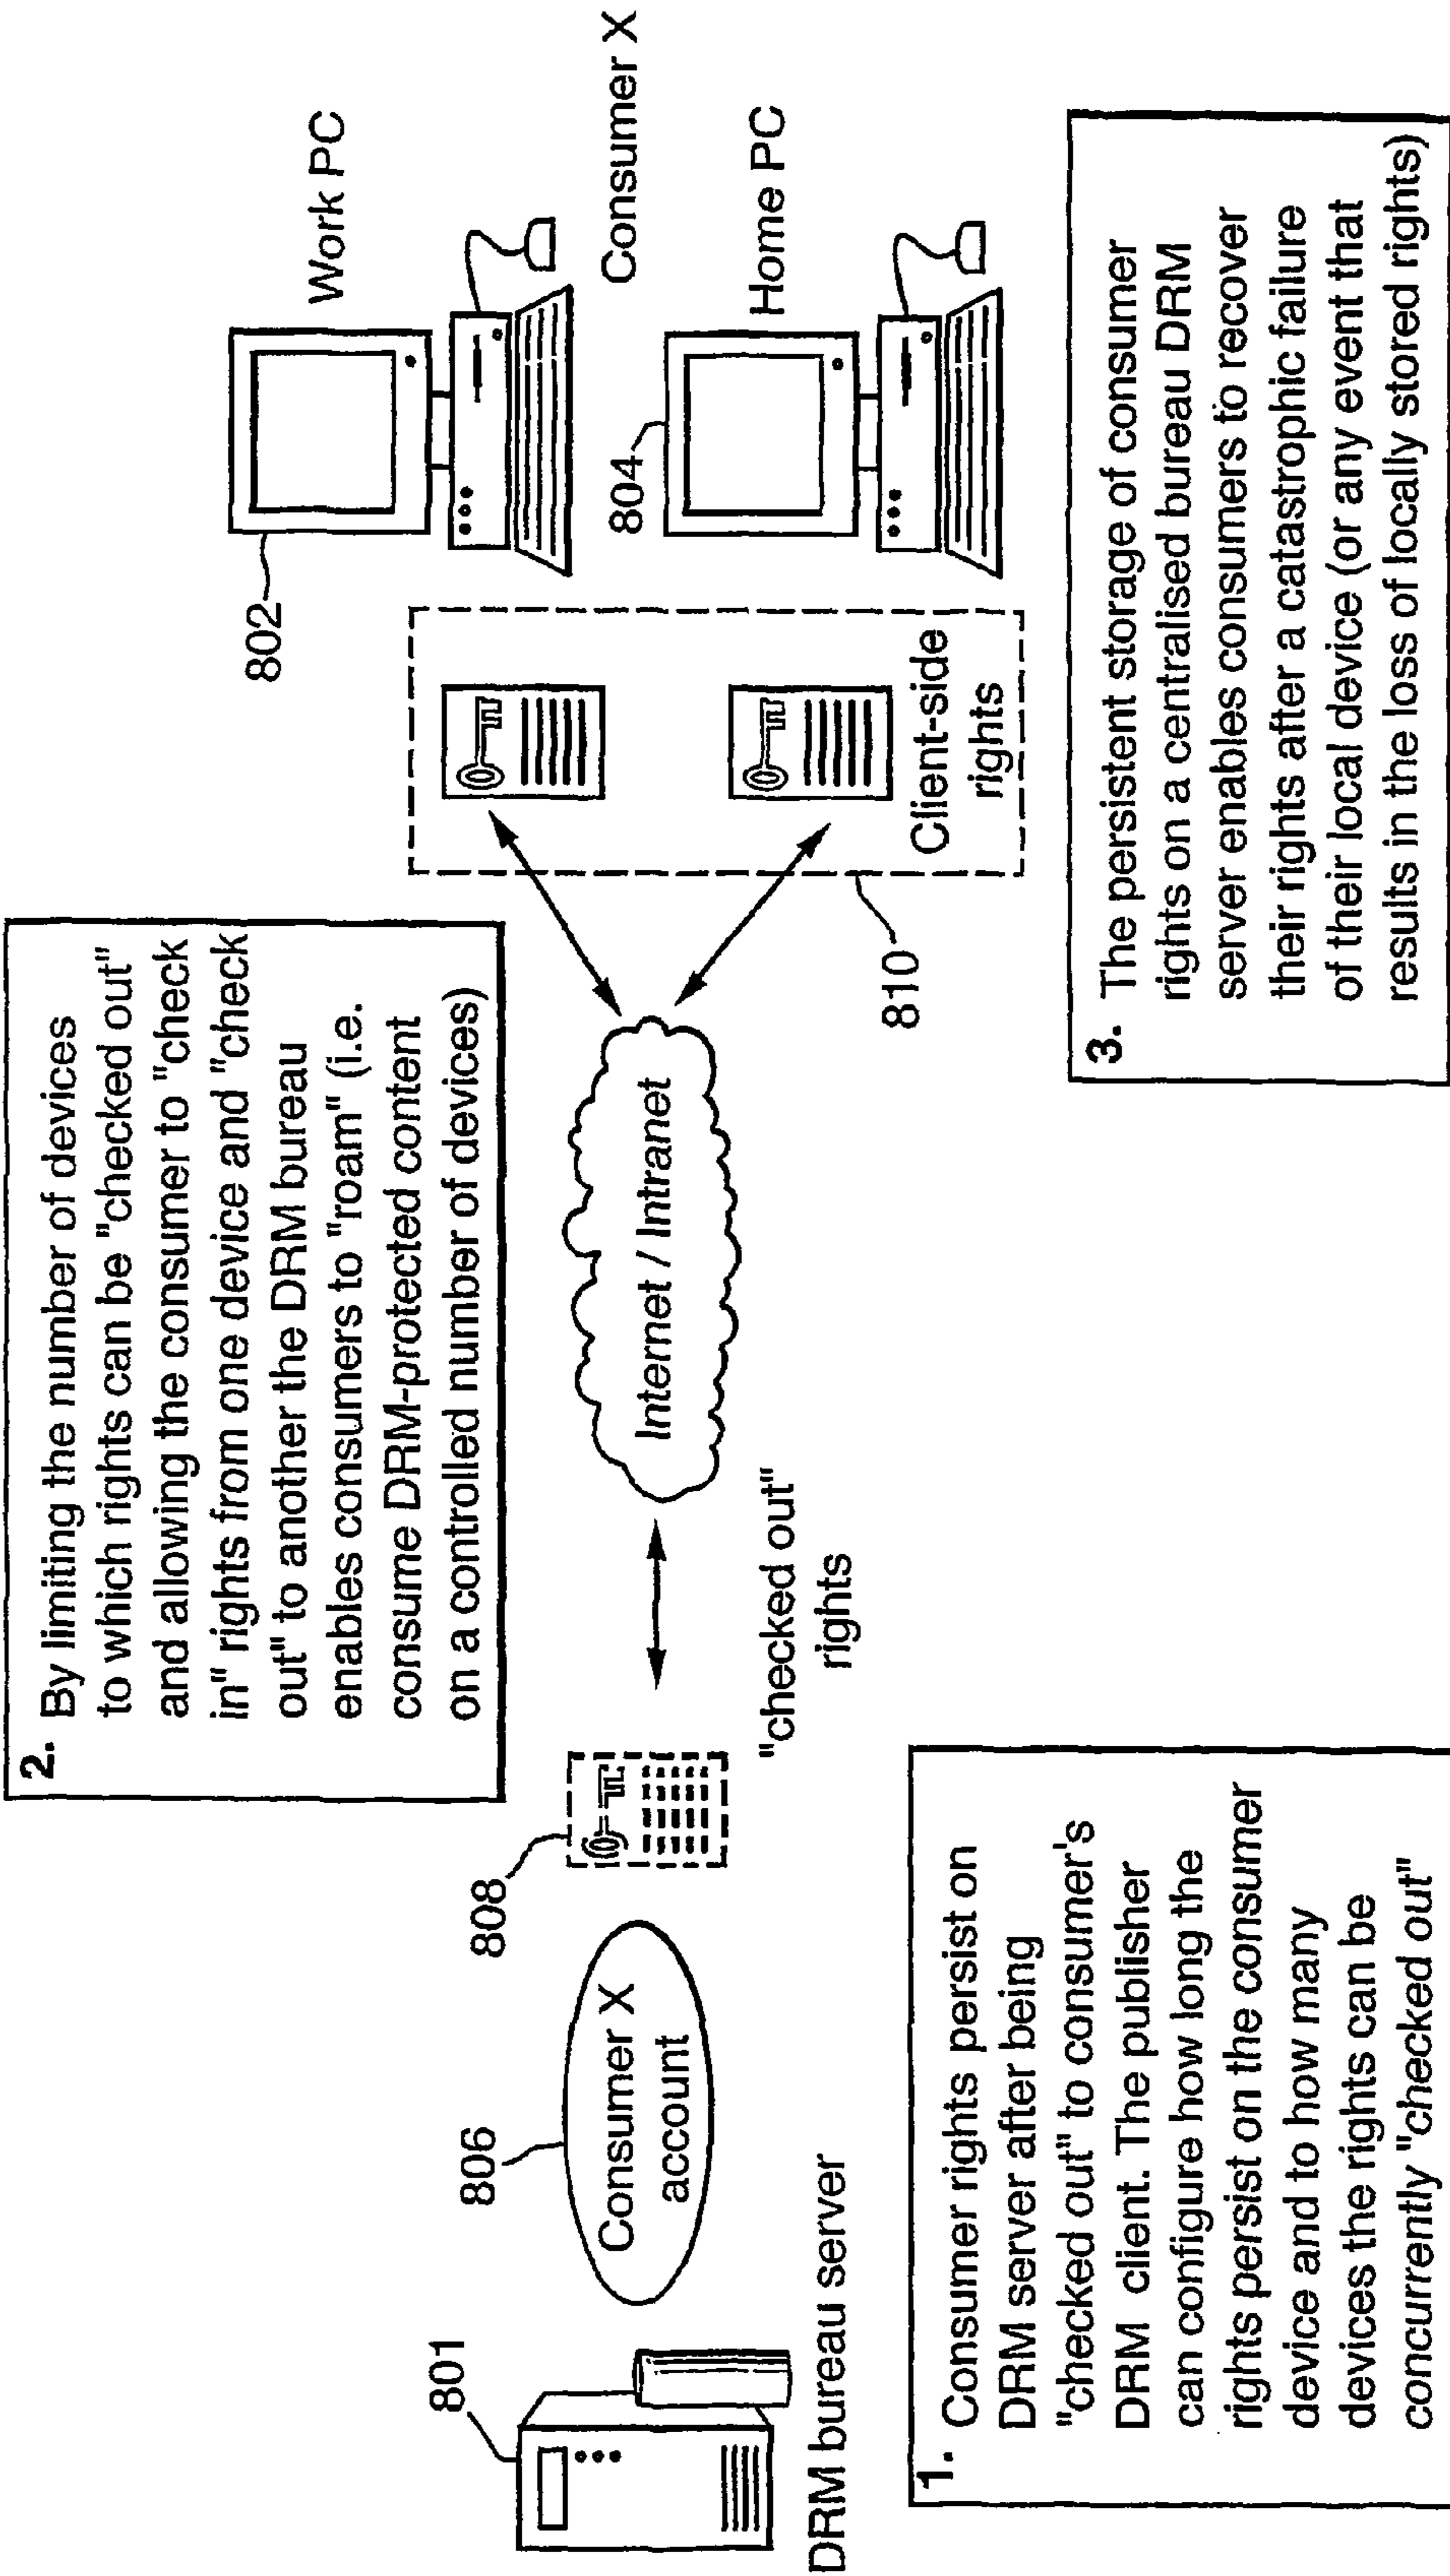 2. By limiting the number of devices
to which rights can be "checked out"
and allowing the consumer to "check
in" rights from one device and "check
out" to another the DRM bureau
enables consumers to "roam" (i.e.
consume DRM-protected content
on a controlled number of devices)
801
DRM bureau server
806
Consumer X
account
808
"checked out"
rights
Internet / Intranet
810
Client-side
rights
802
Work PC
Consumer X
804
Home PC
1. Consumer rights persist on
DRM server after being
"checked out" to consumer's
DRM client. The publisher
can configure how long the
rights persist on the consumer
device and to how many
devices the rights can be
concurrently "checked out"
3. The persistent storage of consumer
rights on a centralised bureau DRM
server enables consumers to recover
their rights after a catastrophic failure
of their local device (or any event that
results in the loss of locally stored rights)